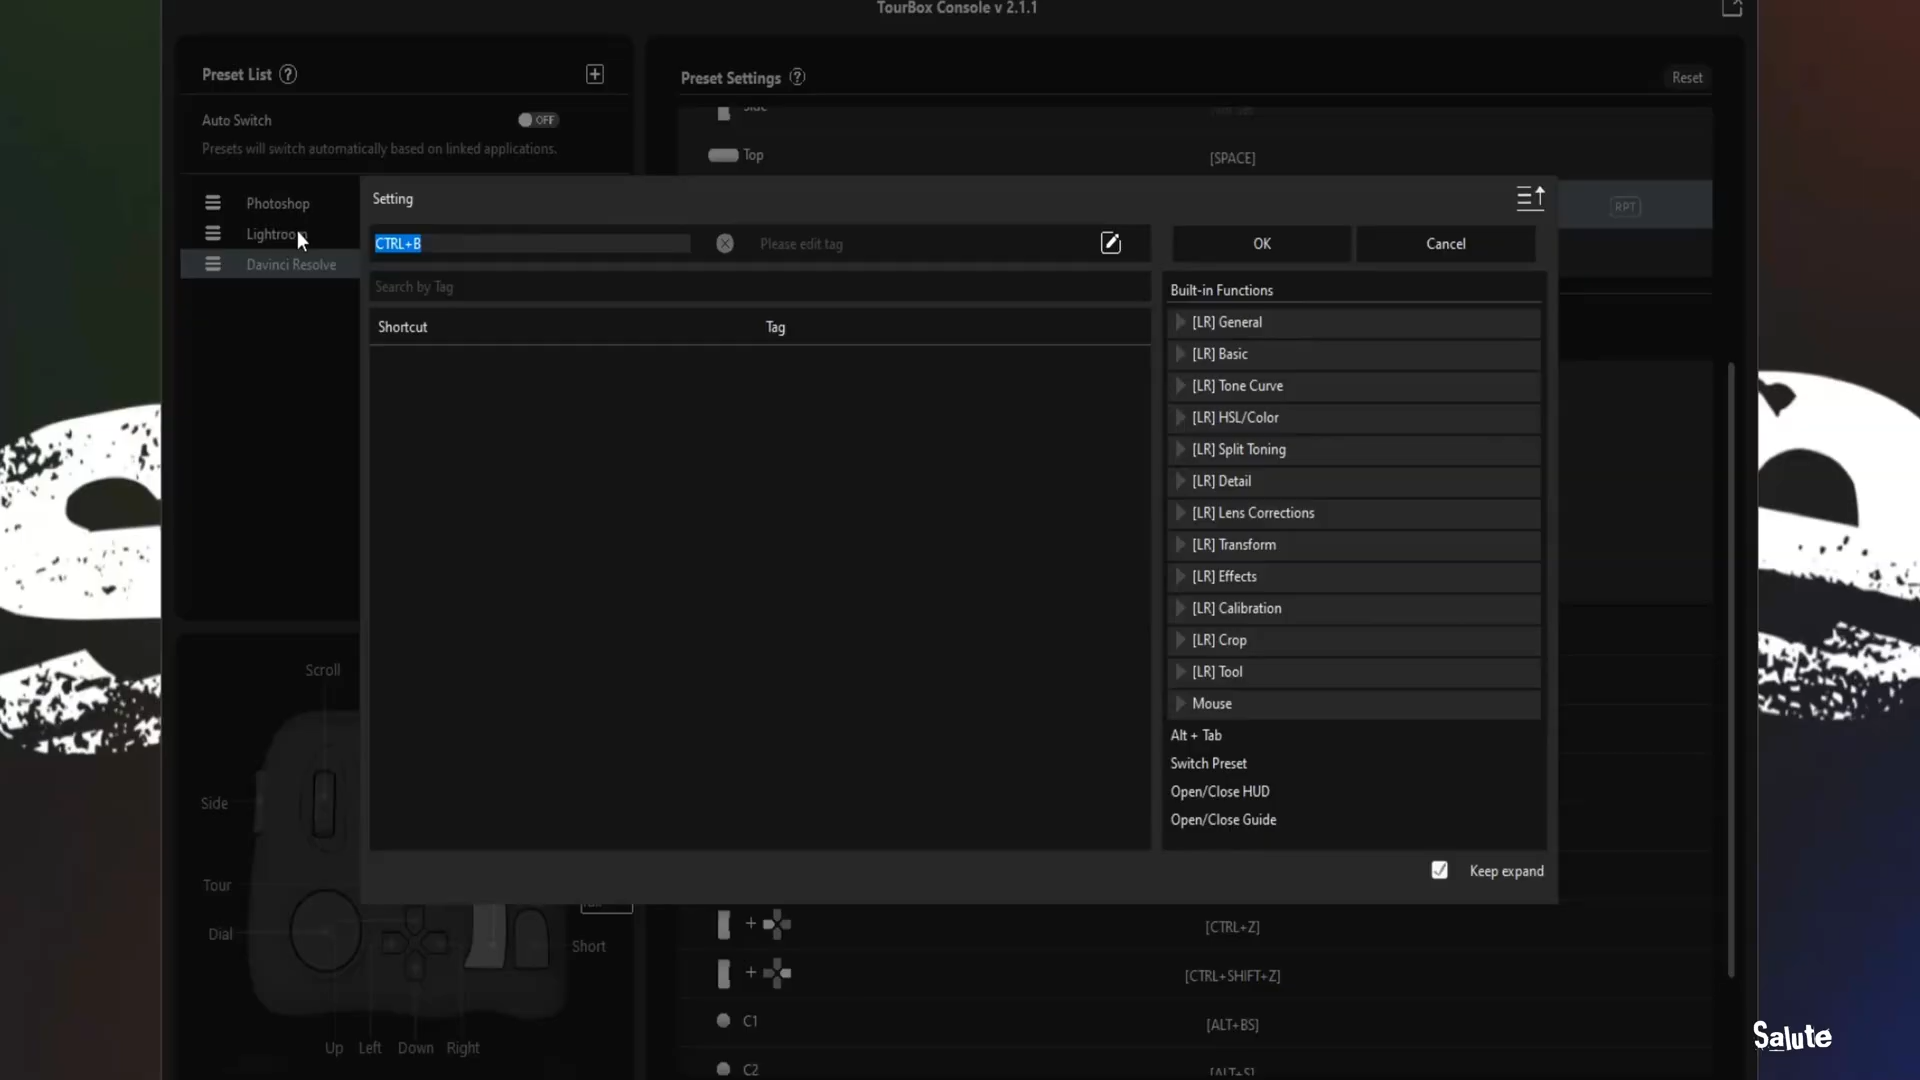 TourBox Console v 2.1.1
Preset List ?
Auto Switch
OFF
Presets will switch automatically based on linked applications.
Photoshop
Lightroom
Davinci Resolve
Preset Settings ?
Reset
Side
Top
[SPACE]
RPT
Setting
CTRL+B
Please edit tag
OK
Cancel
Search by Tag
Shortcut
Tag
Built-in Functions
[LR] General
[LR] Basic
[LR] Tone Curve
[LR] HSL/Color
[LR] Split Toning
[LR] Detail
[LR] Lens Corrections
[LR] Transform
[LR] Effects
[LR] Calibration
[LR] Crop
[LR] Tool
Mouse
Alt + Tab
Switch Preset
Open/Close HUD
Open/Close Guide
Keep expand
Scroll
Side
Tour
Dial
Short
Up
Left
Down
Right
+
[CTRL+Z]
+
[CTRL+SHIFT+Z]
C1
[ALT+BS]
C2
[ALT+S]
Salute